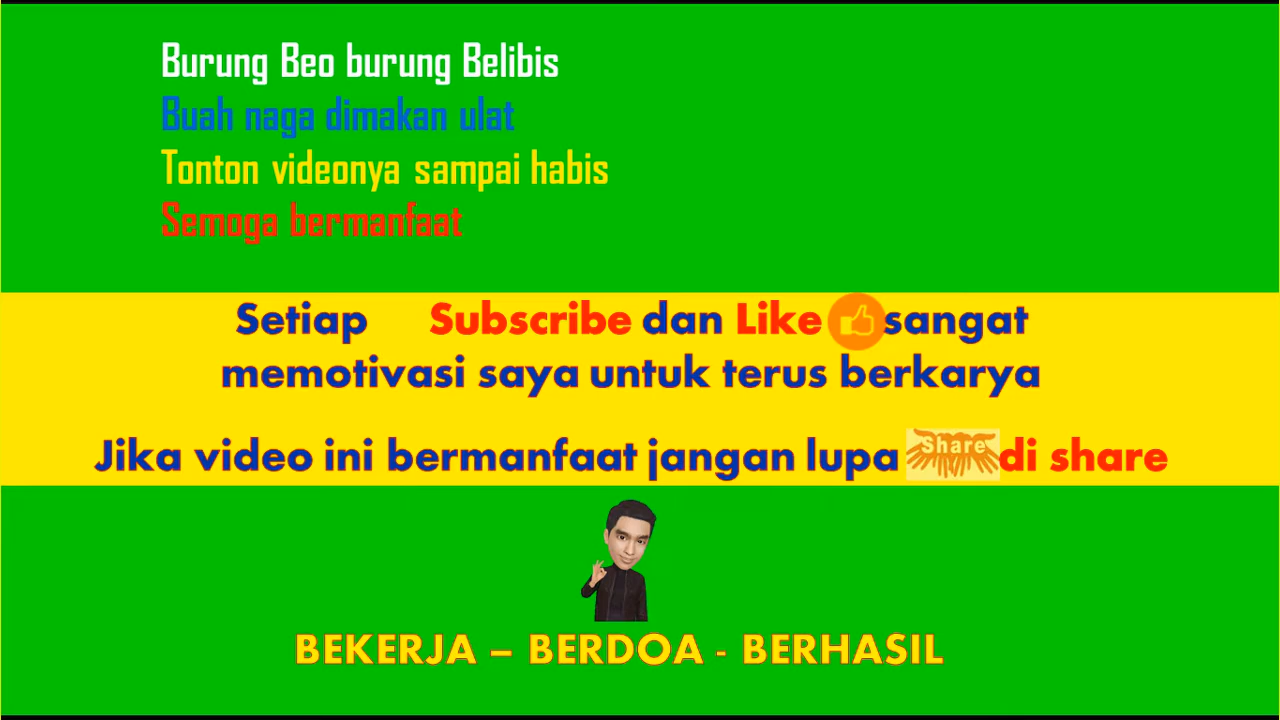 Burung Beo burung Belibis
Buah naga dimakan ulat
Tonton videonya sampai habis
Semoga bermanfaat
Setiap Subscribe dan Like sangat
memotivasi saya untuk terus berkarya
Jika video ini bermanfaat jangan lupa Share di share
BEKERJA – BERDOA - BERHASIL